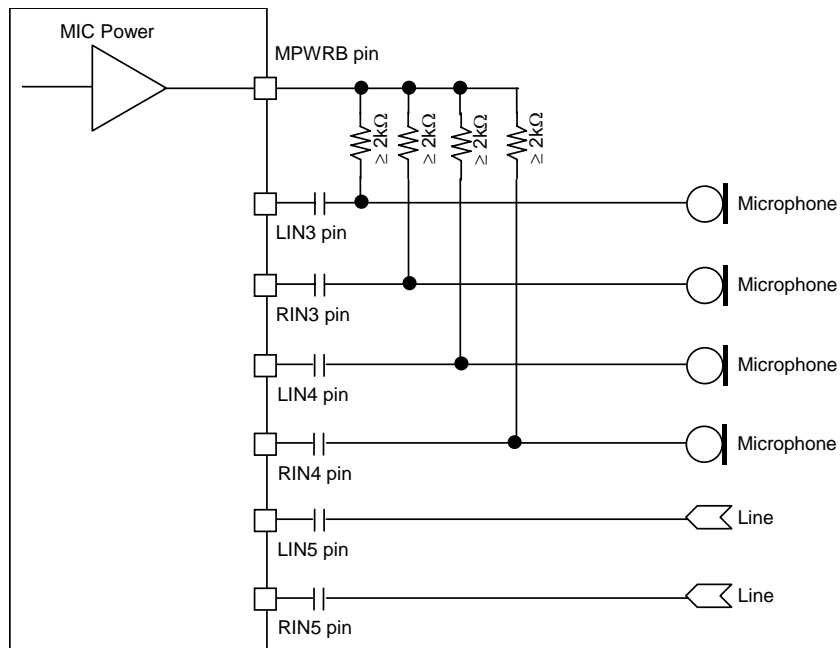 MIC Power
MPWRB pin
≥ 2kΩ
≥ 2kΩ
≥ 2kΩ
≥ 2kΩ
LIN3 pin
Microphone
RIN3 pin
Microphone
LIN4 pin
Microphone
RIN4 pin
Microphone
LIN5 pin
Line
RIN5 pin
Line